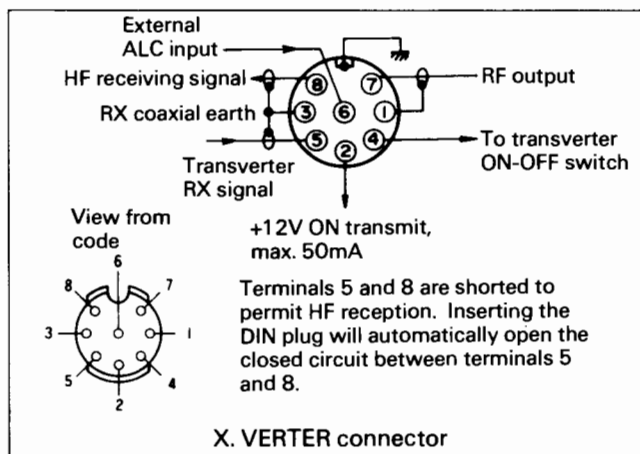 External
ALC input
HF receiving signal
RF output
RX coaxial earth
To transverter
ON-OFF switch
Transverter
RX signal
8
7
3
6
1
5
4
2
+12V ON transmit,
max. 50mA
View from
code
6
8
7
3
1
5
4
2
Terminals 5 and 8 are shorted to
permit HF reception. Inserting the
DIN plug will automatically open the
closed circuit between terminals 5
and 8.
X. VERTER connector